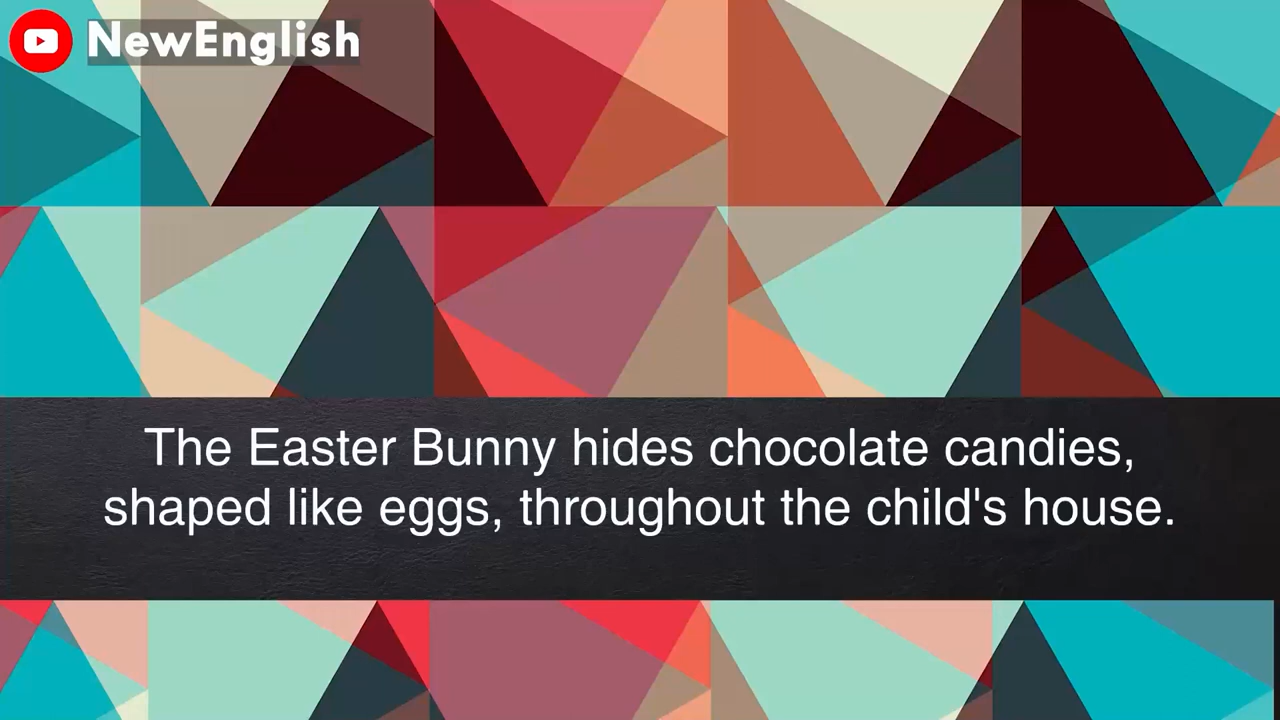 NewEnglish
The Easter Bunny hides chocolate candies,
shaped like eggs, throughout the child's house.